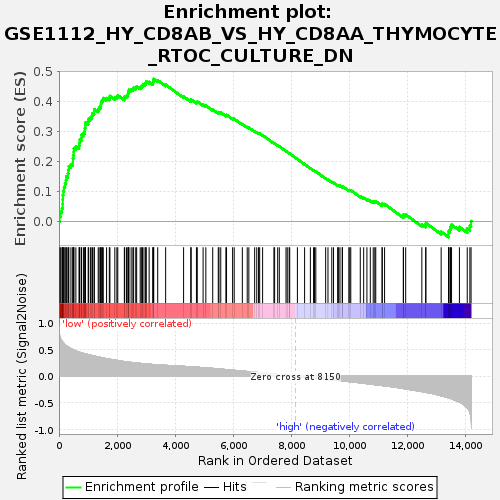 Enrichment plot:
GSE1112_HY_CD8AB_VS_HY_CD8AA_THYMOCYTE
_RTOC_CULTURE_DN
Enrichment score (ES)
0.5
0.4
0.3
0.2
0.1
0.0
Ranked list metric (Signal2Noise)
1.0
0.5
0.0
-0.5
-1.0
'low' (positively correlated)
Zero cross at 8150
'high' (negatively correlated)
0
2,000
4,000
6,000
8,000
10,000
12,000
14,000
Rank in Ordered Dataset
Enrichment profile
Hits
Ranking metric scores